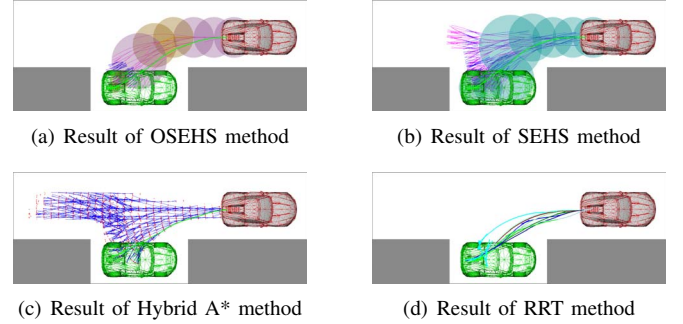 (a) Result of OSEHS method
(b) Result of SEHS method
(c) Result of Hybrid A* method
(d) Result of RRT method